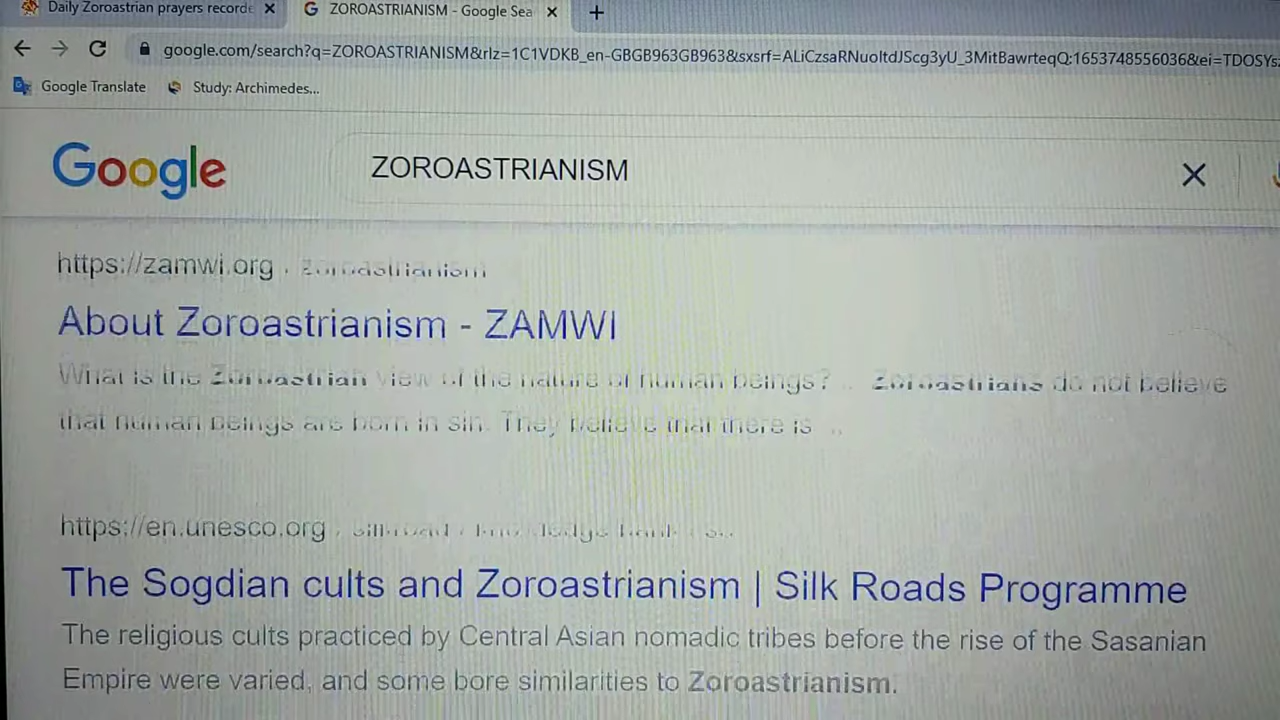 Daily Zoroastrian prayers recorde
ZOROASTRIANISM - Google Sea
google.com/search?q=ZOROASTRIANISM&rlz=1C1VDKB_en-GBGB963GB963&sxsrf=ALiCzsaRNuoltdJScg3yU_3MitBawrteqQ:1653748556036&ei=TDOSYs
Google Translate Study: Archimedes...
Google ZOROASTRIANISM
https://zamwi.org › zoroastrianism
About Zoroastrianism - ZAMWI
What is the Zoroastrian view of the nature of human beings? ... Zoroastrians do not believe
that human beings are born in sin. They believe that there is ...
https://en.unesco.org › silkroad › knowledge-bank
The Sogdian cults and Zoroastrianism | Silk Roads Programme
The religious cults practiced by Central Asian nomadic tribes before the rise of the Sasanian
Empire were varied, and some bore similarities to Zoroastrianism.